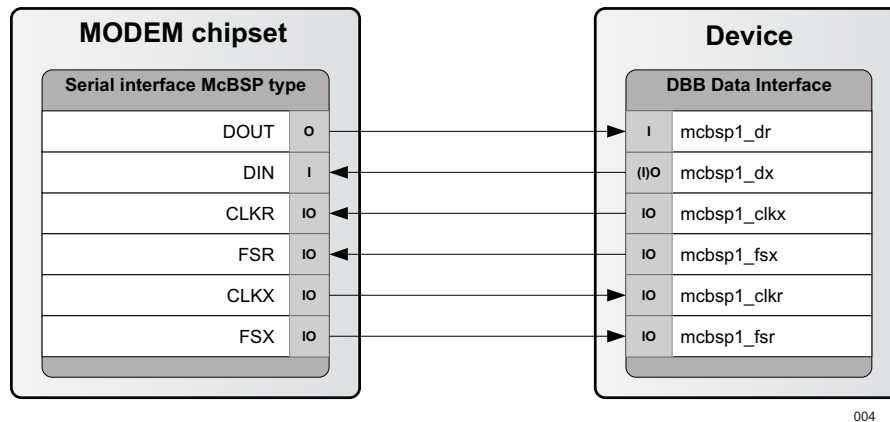 MODEM chipset
Serial interface McBSP type
DOUT O
DIN I
CLKR IO
FSR IO
CLKX IO
FSX IO
Device
DBB Data Interface
I mcbsp1_dr
(I)O mcbsp1_dx
IO mcbsp1_clkx
IO mcbsp1_fsx
IO mcbsp1_clkr
IO mcbsp1_fsr
004